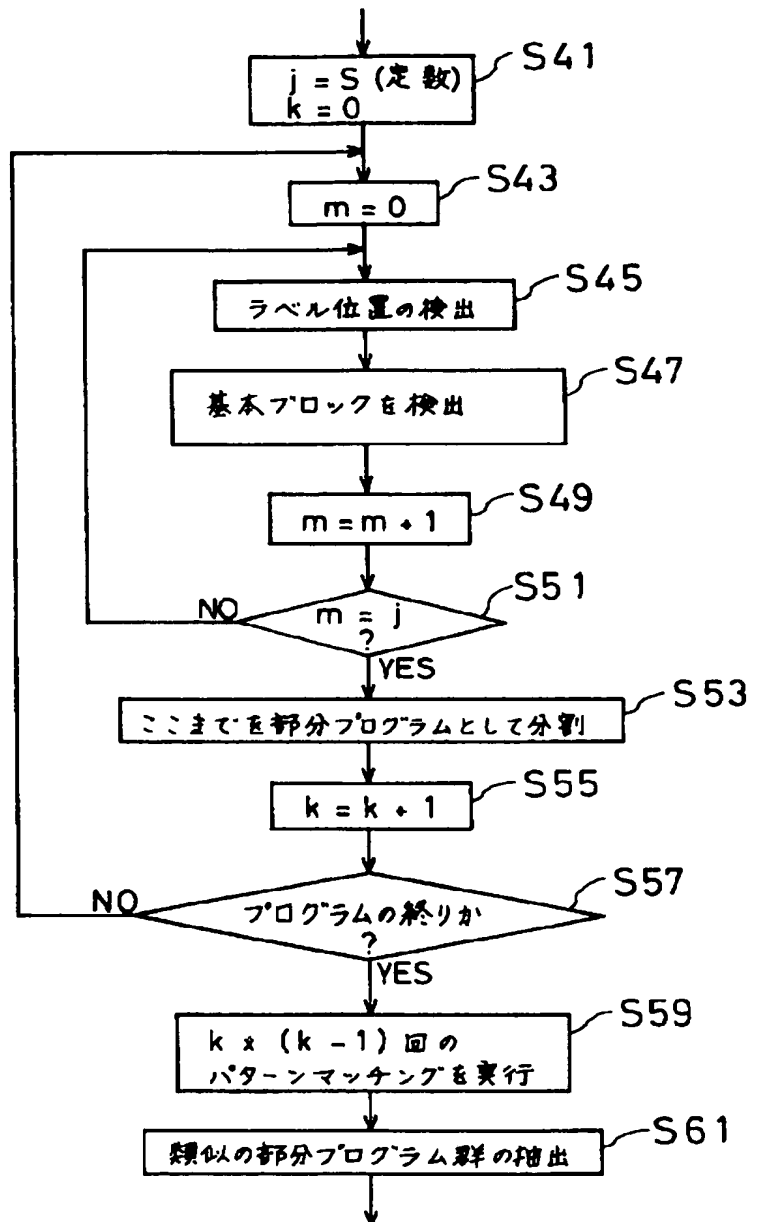 S41
j = S (定数)
k = 0
S43
m = 0
S45
ラベル位置の検出
S47
基本ブロックを検出
S49
m = m + 1
S51
NO
m = j
?
YES
S53
ここまでを部分プログラムとして分割
S55
k = k + 1
S57
NO
プログラムの終りか
?
YES
S59
k * (k - 1) 回の
パターンマッチングを実行
S61
類似の部分プログラム群の抽出